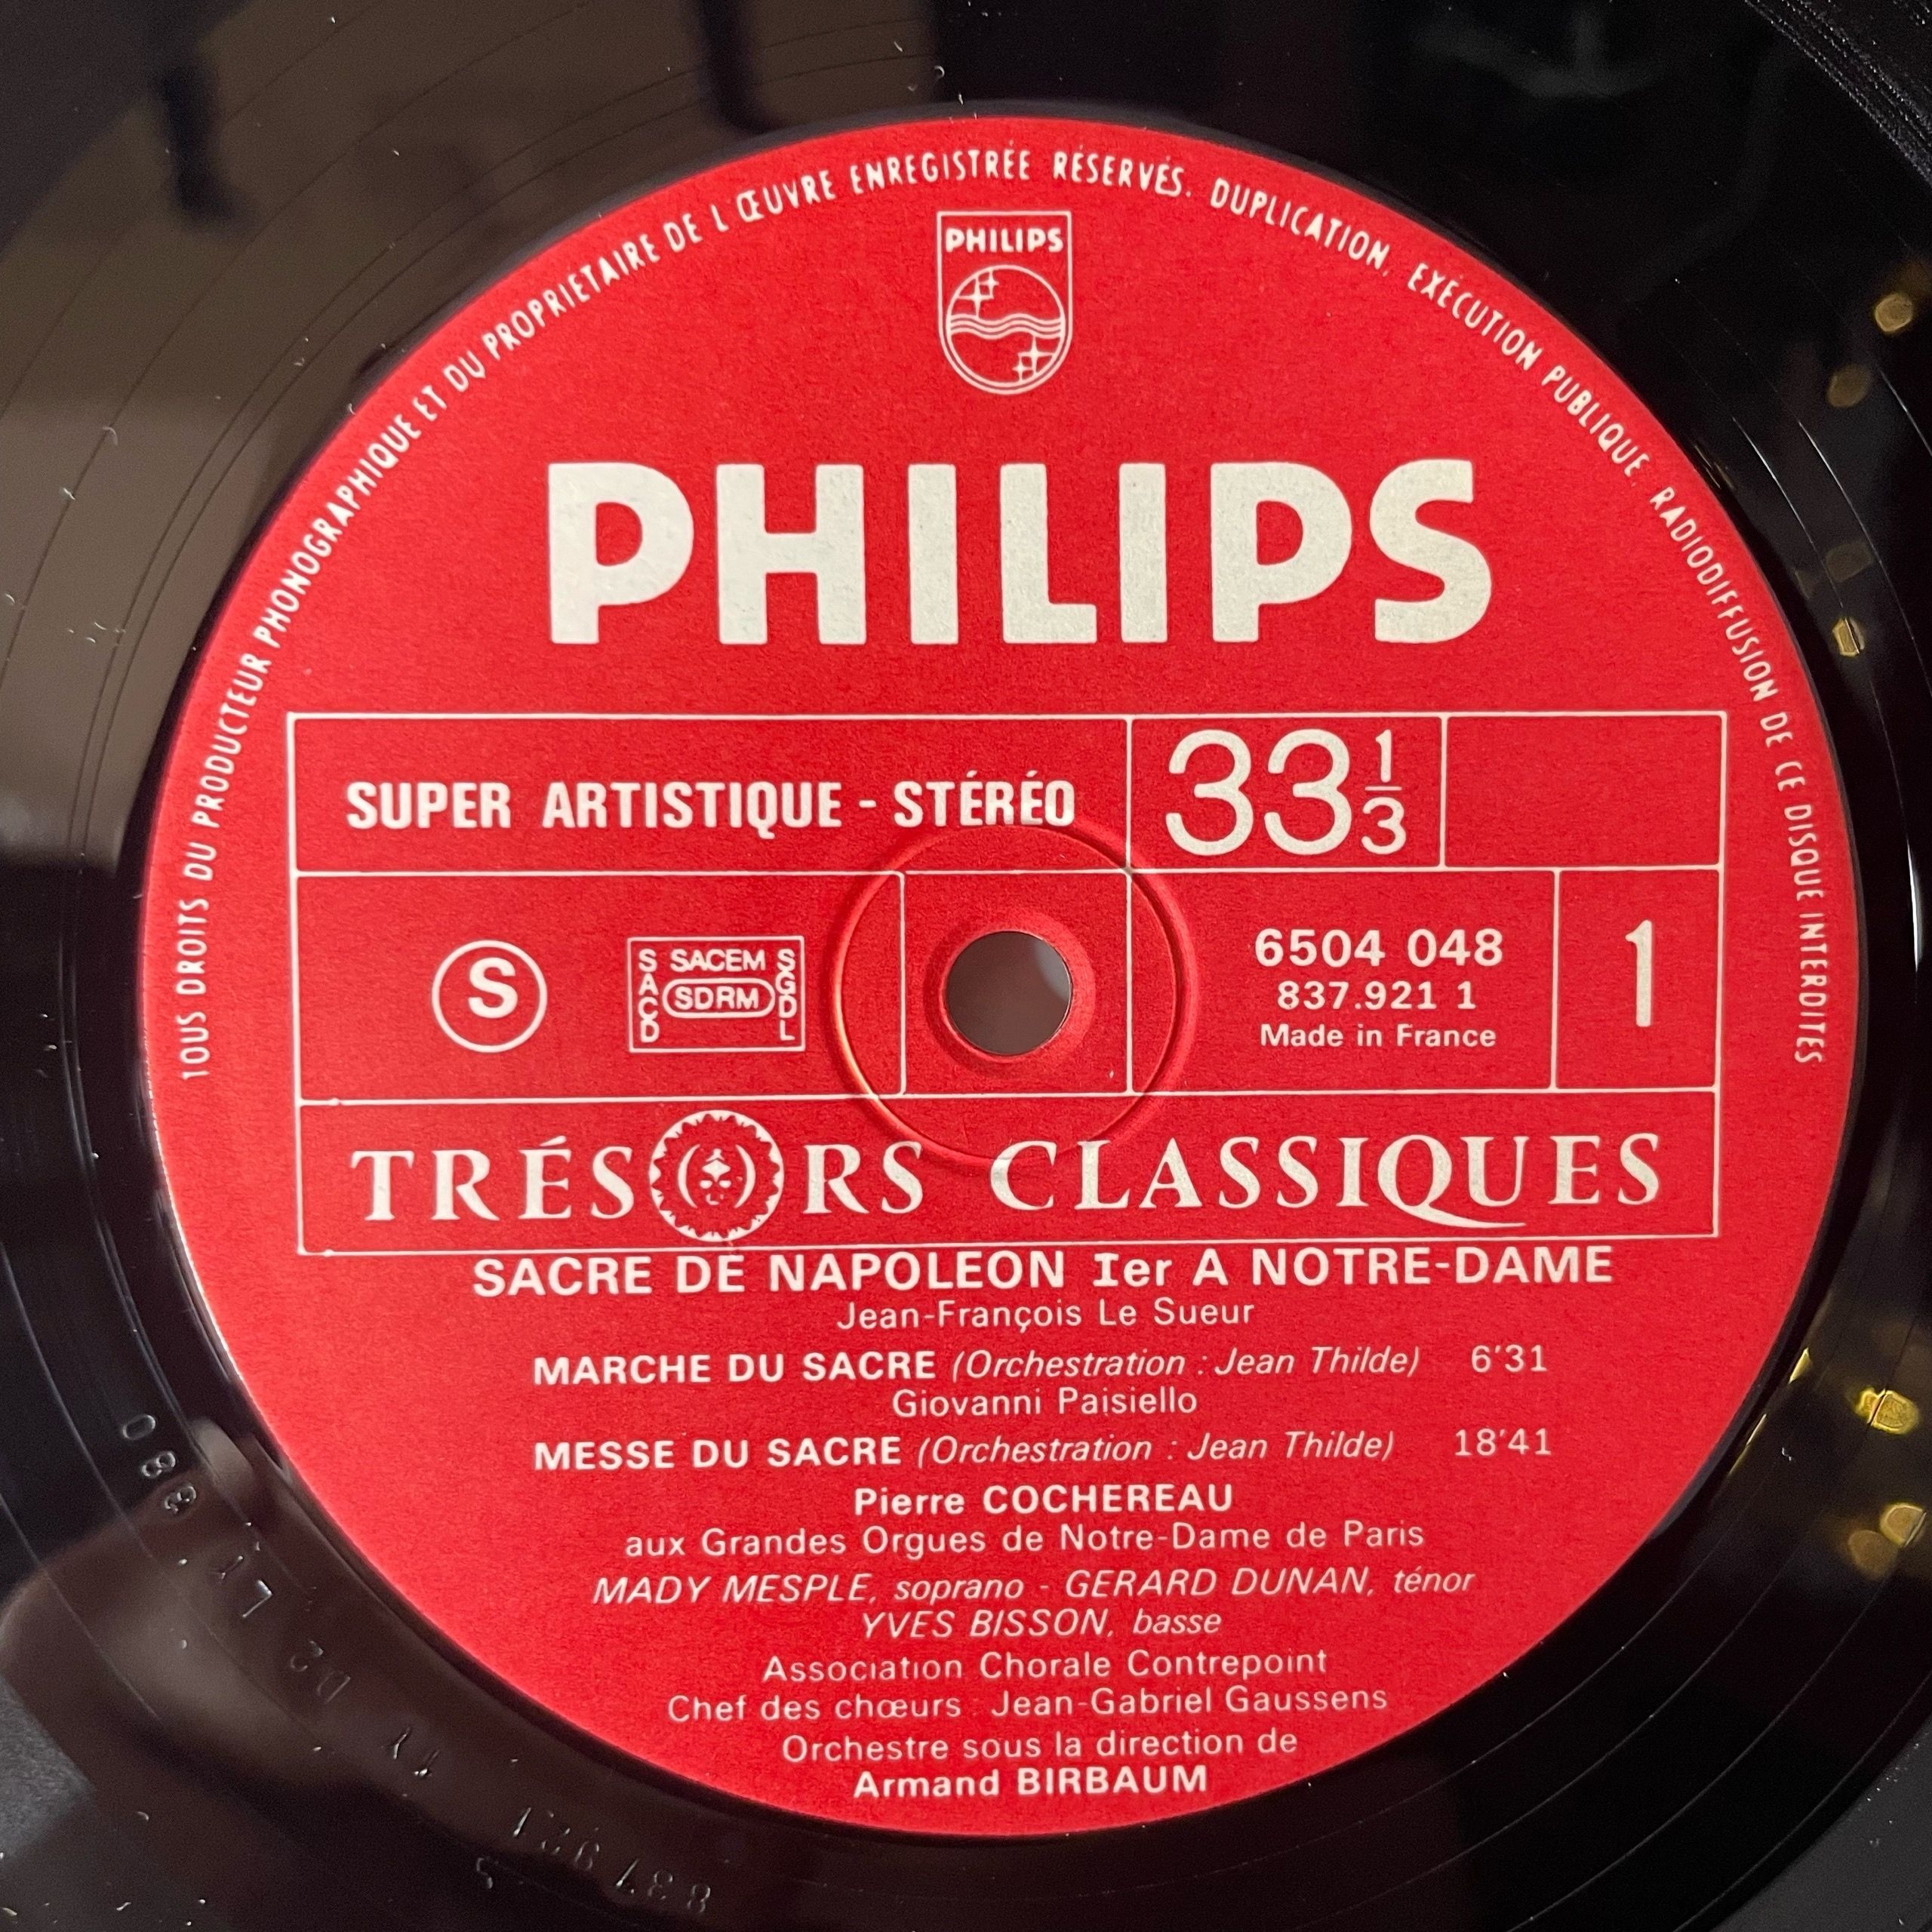 TOUS DROITS DU PRODUCTEUR PHONOGRAPHIQUE ET DU PROPRIETAIRE DE L ŒUVRE ENREGISTRÉE RÉSERVÉS. DUPLICATION, EXÉCUTION PUBLIQUE, RADIODIFFUSION DE CE DISQUE INTERDITES
PHILIPS
PHILIPS
SUPER ARTISTIQUE - STÉRÉO
33 1/3
S
SACD SACEM SGDL
SDRM
6504 048
837.921 1
Made in France
1
TRÉSORS CLASSIQUES
SACRE DE NAPOLEON Ier A NOTRE-DAME
Jean-François Le Sueur
MARCHE DU SACRE (Orchestration : Jean Thilde) 6'31
Giovanni Paisiello
MESSE DU SACRE (Orchestration : Jean Thilde) 18'41
Pierre COCHEREAU
aux Grandes Orgues de Notre-Dame de Paris
MADY MESPLE, soprano - GERARD DUNAN, ténor
YVES BISSON, basse
Association Chorale Contrepoint
Chef des chœurs : Jean-Gabriel Gaussens
Orchestre sous la direction de
Armand BIRBAUM